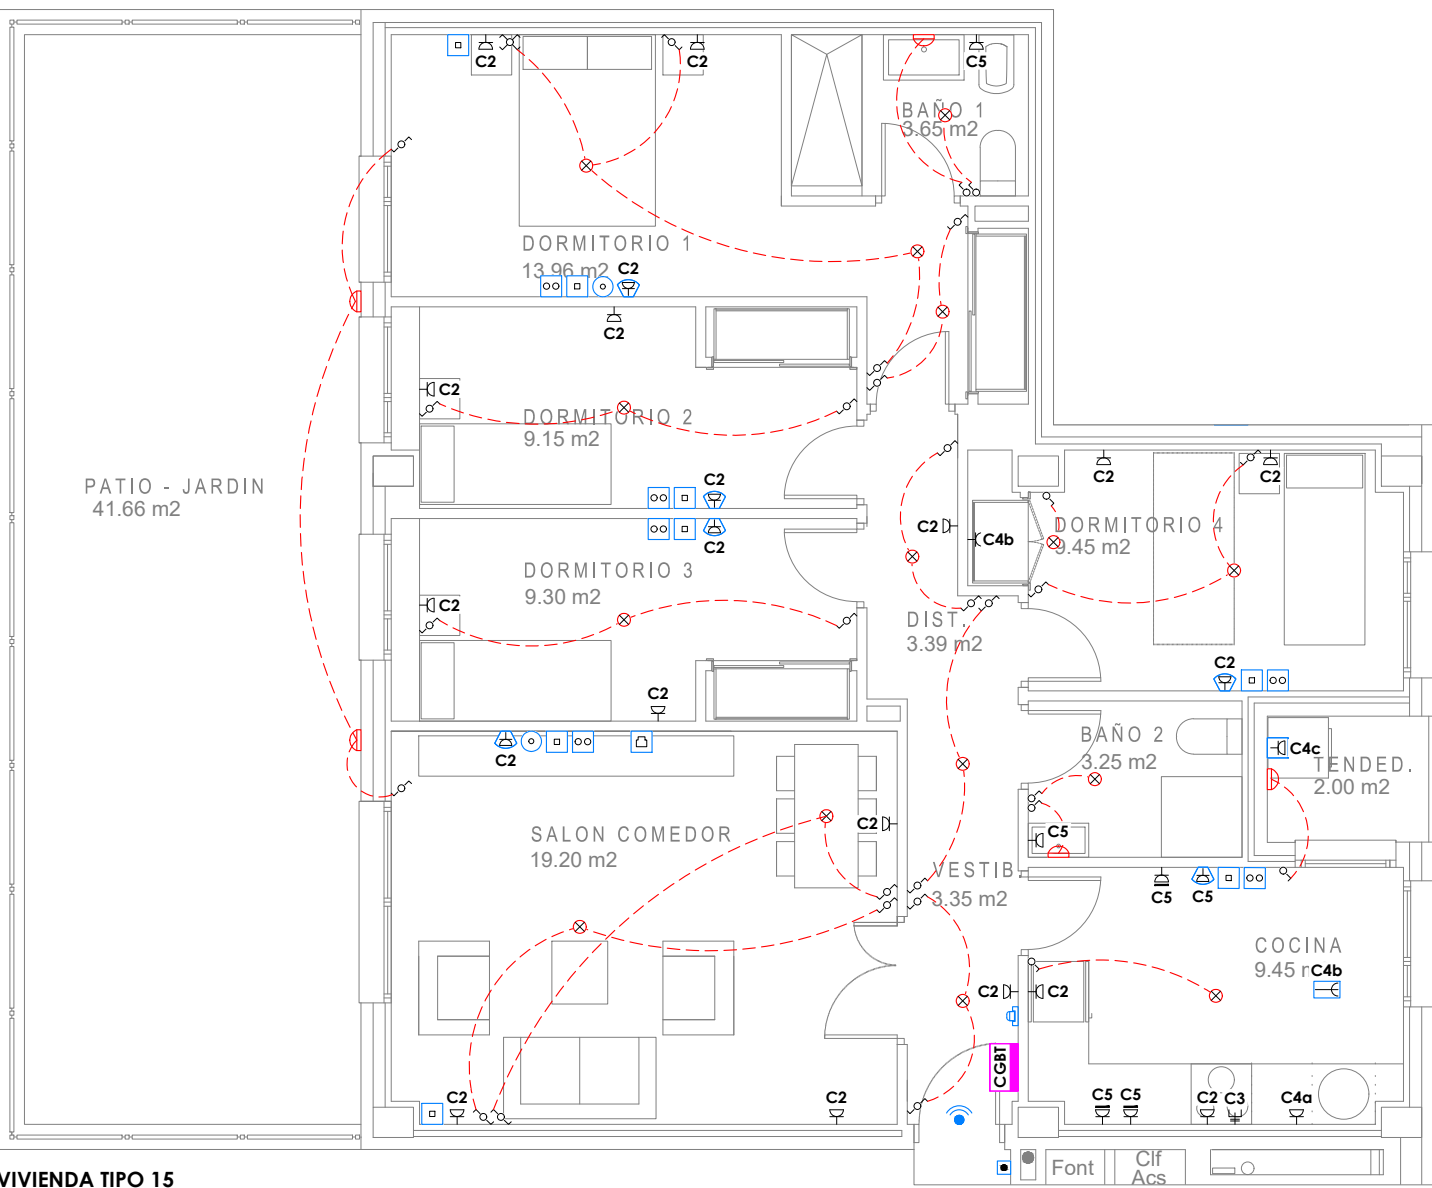 C2
C2
C5
BAÑO 1
3.65 m2
DORMITORIO 1
13.96 m2
C2
C2
C2
DORMITORIO 2
9.15 m2
PATIO - JARDIN
41.66 m2
C2
C2
C2
C2
C2
C4b
DORMITORIO 4
9.45 m2
C2
DORMITORIO 3
9.30 m2
C2
DIST.
3.39 m2
C2
C2
C2
BAÑO 2
3.25 m2
C4c
TENDED.
2.00 m2
SALON COMEDOR
19.20 m2
C2
C5
VESTIB.
3.35 m2
C5
C5
COCINA
9.45 m2
C4b
C2
C2
CGBT
C2
C2
C5
C5
C2
C3
C4a
Font
Clf
Acs
VIVIENDA TIPO 15